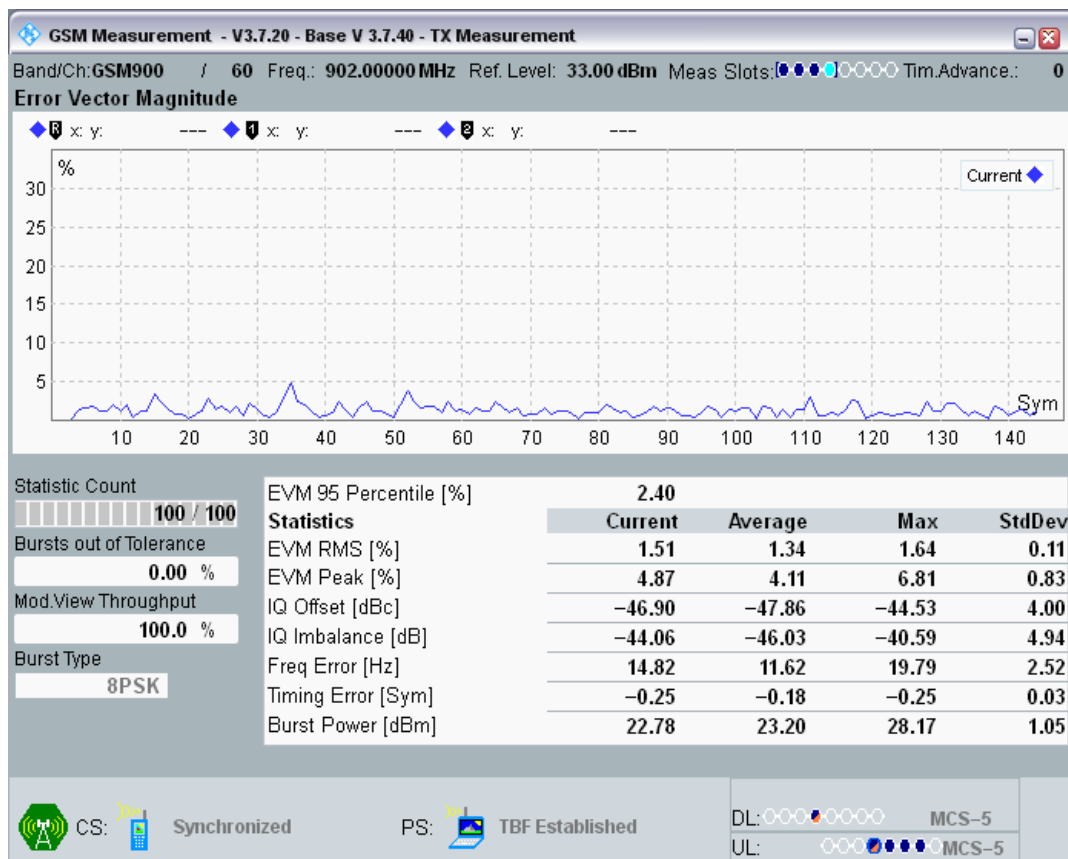 GSM Measurement - V3.7.20 - Base V 3.7.40 - TX Measurement
Band/Ch:GSM900 / 60 Freq.: 902.00000 MHz Ref. Level: 33.00 dBm Meas Slots: Tim.Advance.: 0
Error Vector Magnitude
R x: y: --- 1 x: y: --- 2 x: y: ---
%
Current
30
25
20
15
10
5
Sym
10 20 30 40 50 60 70 80 90 100 110 120 130 140
Statistic Count
100 / 100
Bursts out of Tolerance
0.00 %
Mod.View Throughput
100.0 %
Burst Type
8PSK
EVM 95 Percentile [%] 2.40
Statistics Current Average Max StdDev
EVM RMS [%] 1.51 1.34 1.64 0.11
EVM Peak [%] 4.87 4.11 6.81 0.83
IQ Offset [dBc] −46.90 −47.86 −44.53 4.00
IQ Imbalance [dB] −44.06 −46.03 −40.59 4.94
Freq Error [Hz] 14.82 11.62 19.79 2.52
Timing Error [Sym] −0.25 −0.18 −0.25 0.03
Burst Power [dBm] 22.78 23.20 28.17 1.05
CS: Synchronized PS: TBF Established
DL: MCS−5
UL: MCS−5